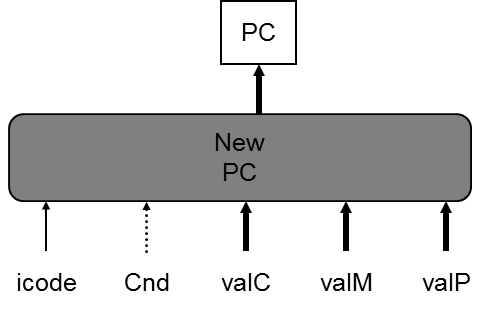 PC
New
PC
icode Cnd valC valM valP